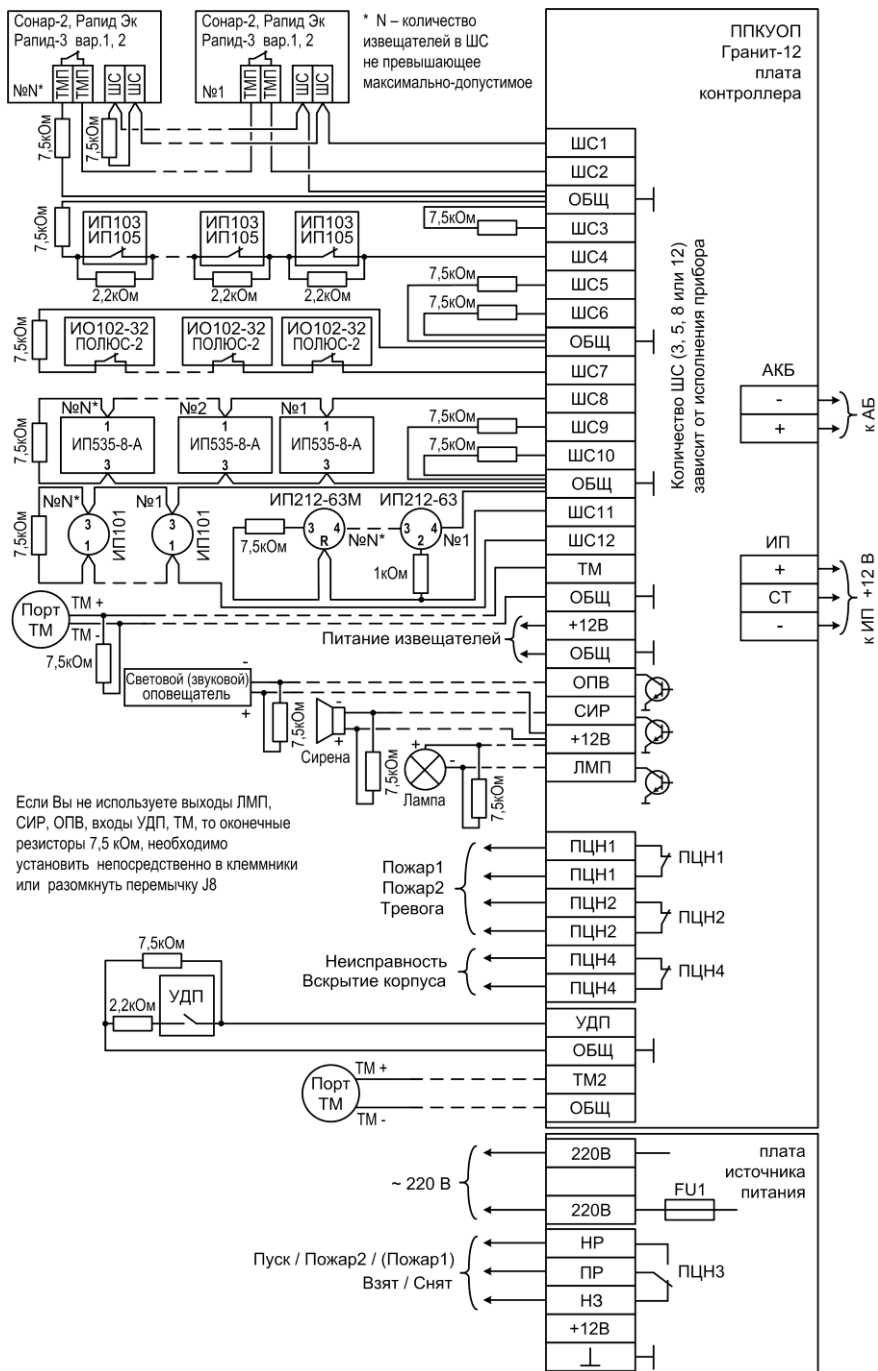 Сонар-2, Рапид Эк
Рапид-3 вар.1, 2
№N*
ТМП
ТМП
ШС
ШС
Сонар-2, Рапид Эк
Рапид-3 вар.1, 2
№1
ТМП
ТМП
ШС
ШС
* N – количество
извещателей в ШС
не превышающее
максимально-допустимое
ППКУОП
Гранит-12
плата
контроллера
7,5кОм
7,5кОм
ШС1
ШС2
ОБЩ
ШС3
ШС4
ШС5
ШС6
ОБЩ
ШС7
ШС8
ШС9
ШС10
ОБЩ
ШС11
ШС12
ТМ
ОБЩ
+12В
ОБЩ
ОПВ
СИР
+12В
ЛМП
7,5кОм
ИП103
ИП105
ИП103
ИП105
ИП103
ИП105
2,2кОм
2,2кОм
2,2кОм
7,5кОм
7,5кОм
7,5кОм
Количество ШС (3, 5, 8 или 12)
зависит от исполнения прибора
7,5кОм
ИО102-32
ПОЛЮС-2
ИО102-32
ПОЛЮС-2
ИО102-32
ПОЛЮС-2
АКБ
-
+
к АБ
7,5кОм
№N*
№2
№1
1
ИП535-8-А
3
1
ИП535-8-А
3
1
ИП535-8-А
3
7,5кОм
7,5кОм
7,5кОм
№N*
3
1
ИП101
№1
3
1
ИП101
ИП212-63М
7,5кОм
3
4
R
№N*
ИП212-63
3
4
2
№1
1кОм
ИП
+
СТ
-
к ИП +12 В
Порт
ТМ
ТМ +
ТМ -
7,5кОм
Питание извещателей
Световой (звуковой)
оповещатель
-
+
7,5кОм
-
+
Сирена
7,5кОм
+
-
Лампа
7,5кОм
Если Вы не используете выходы ЛМП,
СИР, ОПВ, входы УДП, ТМ, то оконечные
резисторы 7,5 кОм, необходимо
установить непосредственно в клеммники
или разомкнуть перемычку J8
Пожар1
Пожар2
Тревога
ПЦН1
ПЦН1
ПЦН1
ПЦН2
ПЦН2
ПЦН2
Неисправность
Вскрытие корпуса
ПЦН4
ПЦН4
ПЦН4
7,5кОм
2,2кОм
УДП
УДП
ОБЩ
Порт
ТМ
ТМ +
ТМ -
ТМ2
ОБЩ
~ 220 В
220В
220В
FU1
плата
источника
питания
Пуск / Пожар2 / (Пожар1)
Взят / Снят
НР
ПР
НЗ
ПЦН3
+12В